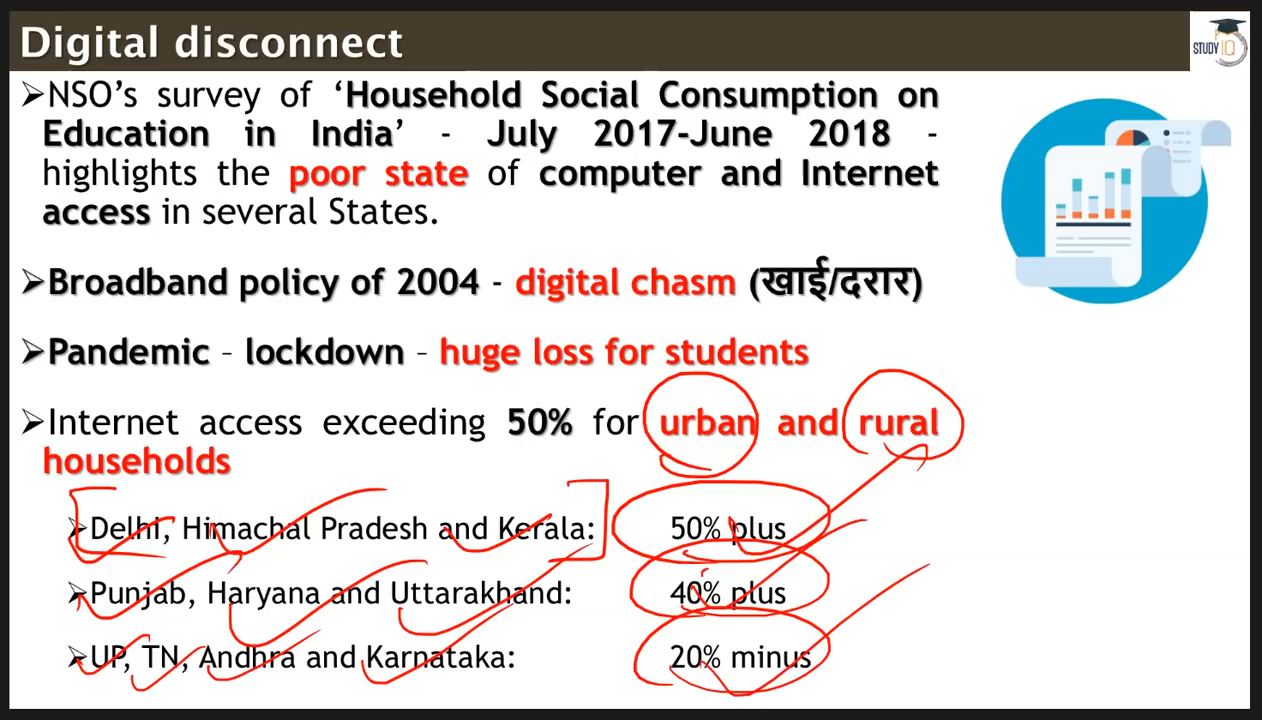 Digital disconnect
STUDY IQ
➢NSO’s survey of ‘Household Social Consumption on
Education in India’ - July 2017-June 2018 -
highlights the poor state of computer and Internet
access in several States.
➢Broadband policy of 2004 - digital chasm (खाई/दरार)
➢Pandemic – lockdown – huge loss for students
➢Internet access exceeding 50% for urban and rural
households
➢Delhi, Himachal Pradesh and Kerala: 50% plus
➢Punjab, Haryana and Uttarakhand: 40% plus
➢UP, TN, Andhra and Karnataka: 20% minus